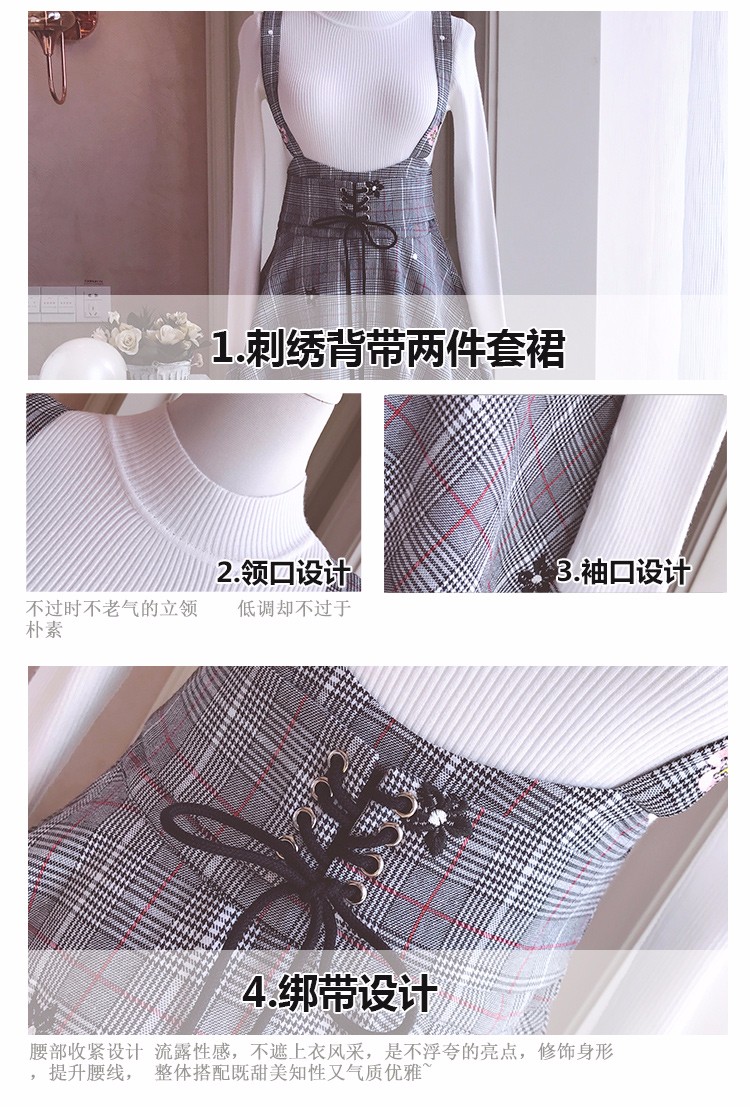 1.刺绣背带两件套裙
2.领口设计
3.袖口设计
不过时不老气的立领 低调却不过于
朴素
4.绑带设计
腰部收紧设计 流露性感，不遮上衣风采，是不浮夸的亮点，修饰身形
，提升腰线， 整体搭配既甜美知性又气质优雅~